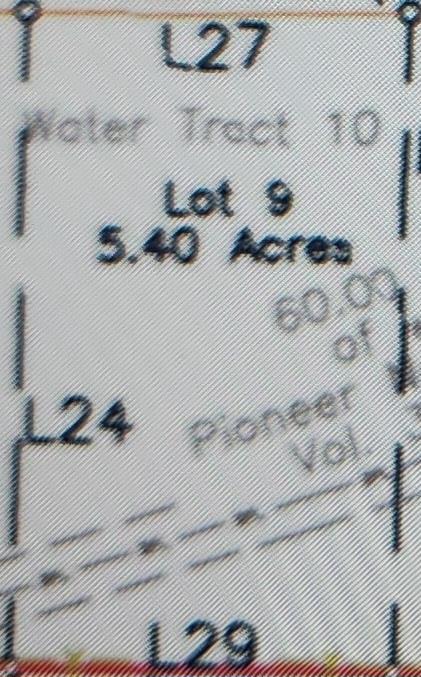 L27
Water Tract 10
Lot 9
5.40 Acres
60.00
of
L24
Pioneer
Vol.
L29